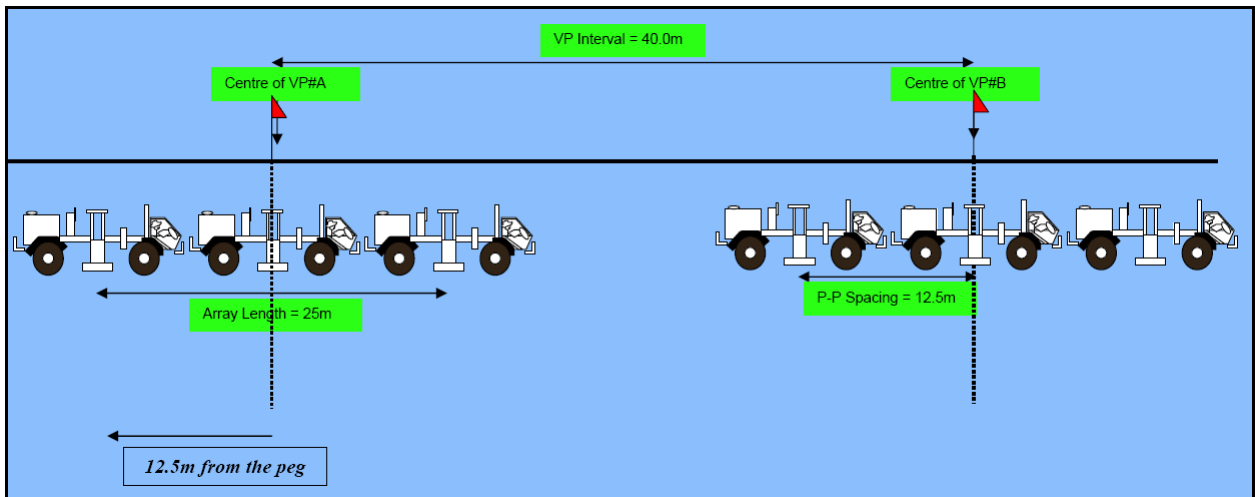 VP Interval = 40.0m
Centre of VP#A
Centre of VP#B
P-P Spacing = 12.5m
Array Length = 25m
12.5m from the peg